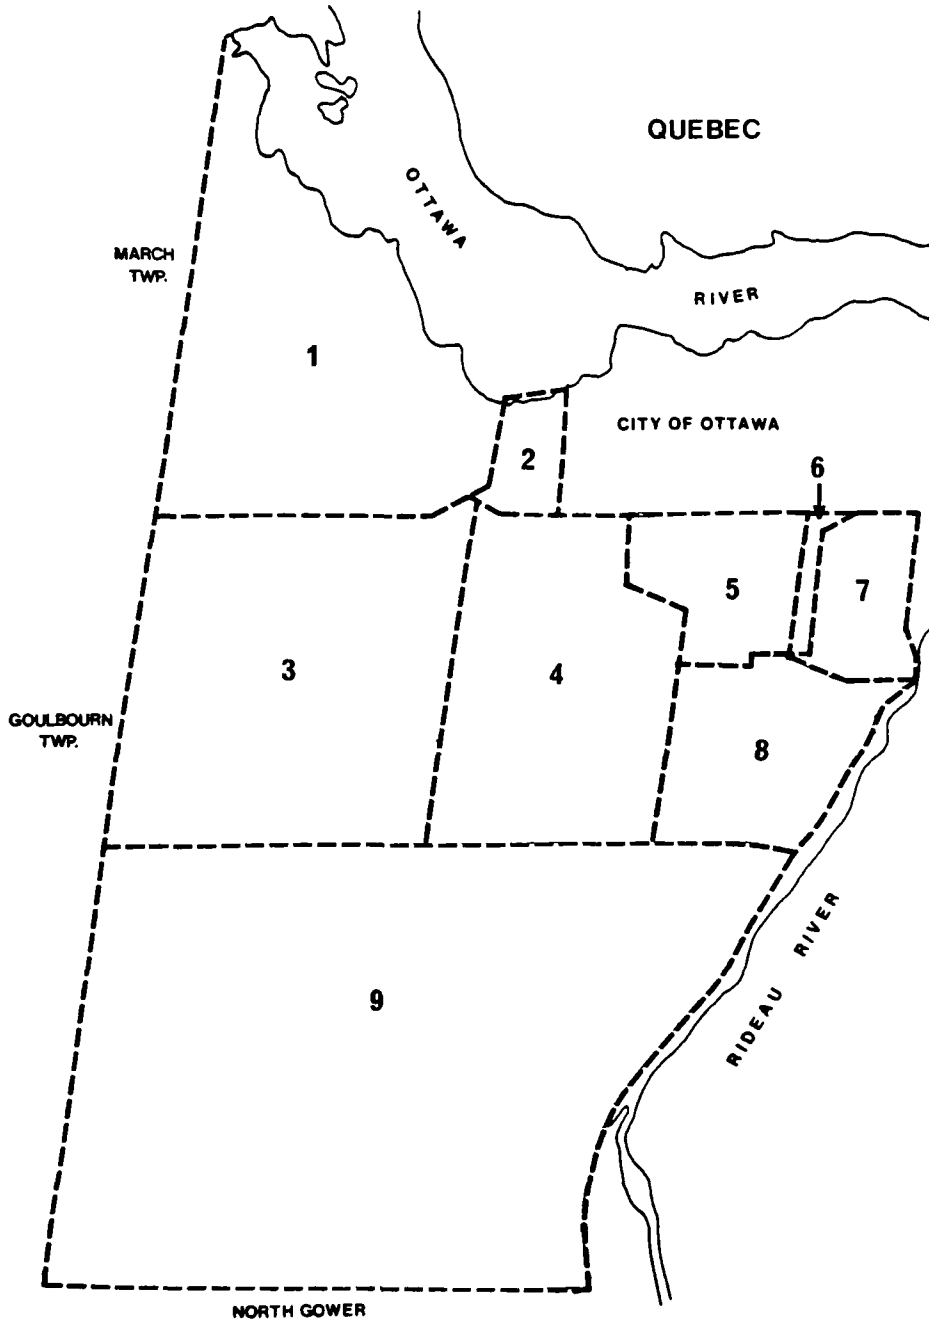 QUEBEC
OTTAWA
RIVER
MARCH
TWP.
1
CITY OF OTTAWA
2
6
5
7
3
4
GOULBOURN
TWP.
8
RIDEAU RIVER
9
NORTH GOWER